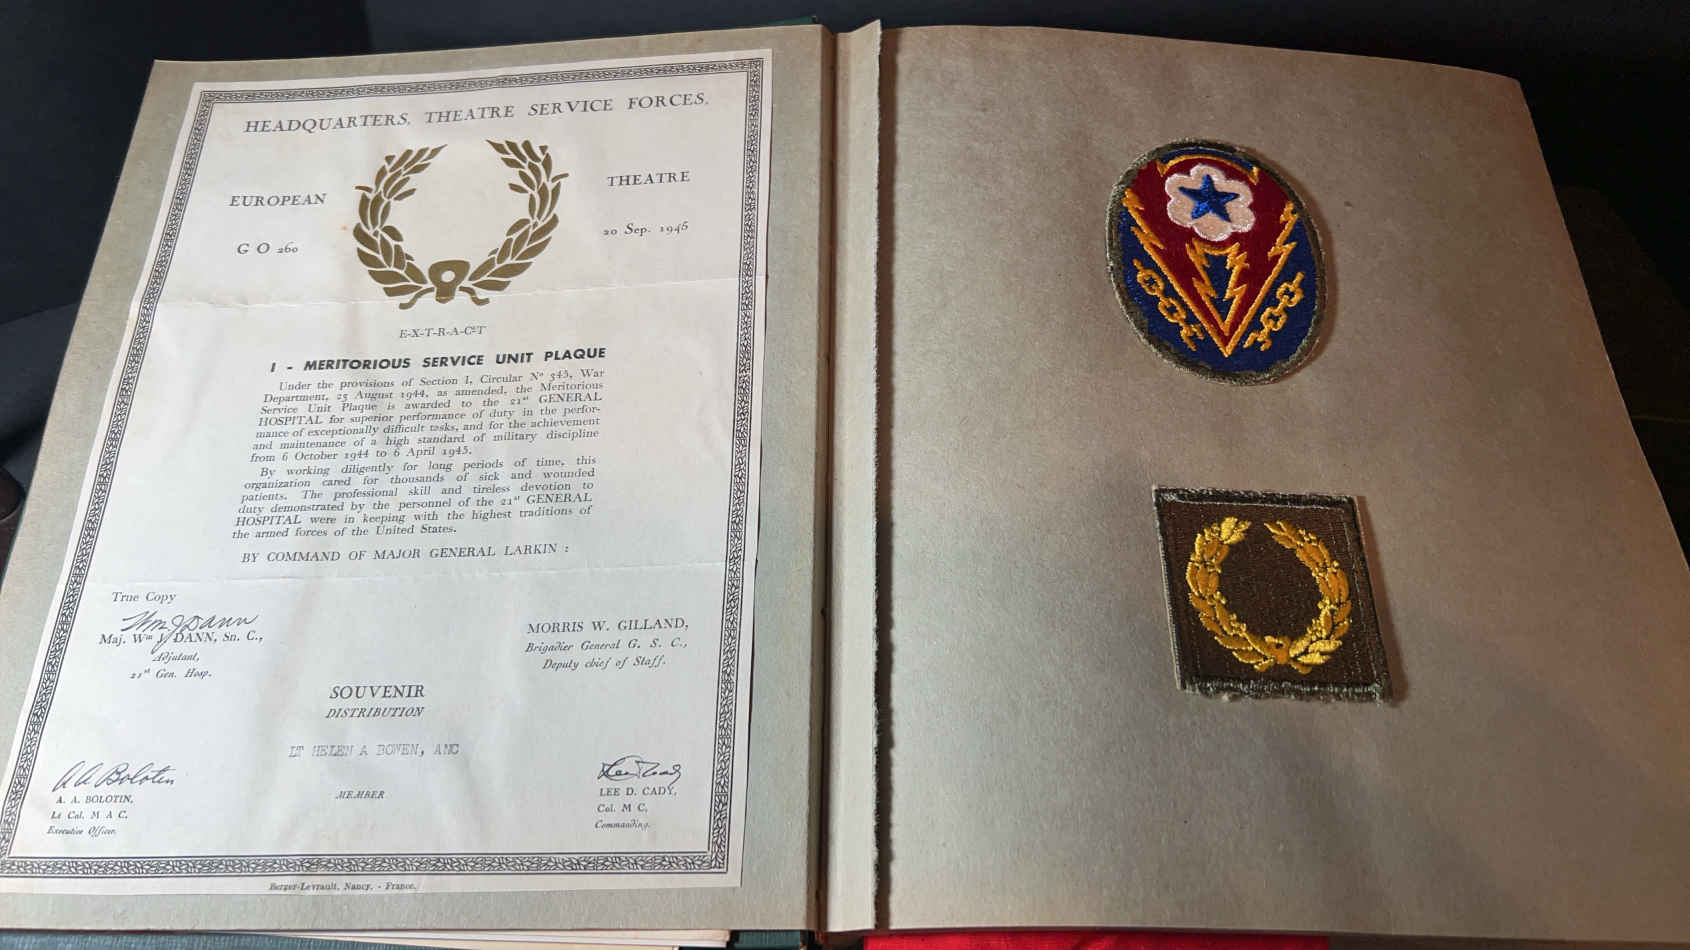 HEADQUARTERS, THEATRE SERVICE FORCES.
EUROPEAN THEATRE
G O 260 20 Sep. 1945
E-X-T-R-A-C-T
I - MERITORIOUS SERVICE UNIT PLAQUE
Under the provisions of Section I, Circular Nº 345, War
Department, 25 August 1944, as amended, the Meritorious
Service Unit Plaque is awarded to the 21st GENERAL
HOSPITAL for superior performance of duty in the perfor-
mance of exceptionally difficult tasks, and for the achievement
and maintenance of a high standard of military discipline
from 6 October 1944 to 6 April 1945.
By working diligently for long periods of time, this
organization cared for thousands of sick and wounded
patients. The professional skill and tireless devotion to
duty demonstrated by the personnel of the 21st GENERAL
HOSPITAL were in keeping with the highest traditions of
the armed forces of the United States.
BY COMMAND OF MAJOR GENERAL LARKIN :
True Copy
Wm J Dann
Maj. Wm J DANN, Sn. C.,
Adjutant,
21st Gen. Hosp.
MORRIS W. GILLAND,
Brigadier General G. S. C.,
Deputy chief of Staff.
SOUVENIR
DISTRIBUTION
LT HELEN A BOWEN, ANC
MEMBER
A A Bolotin
A. A. BOLOTIN,
Lt Col. M A C,
Executive Officer.
Lee D Cady
LEE D. CADY,
Col. M C,
Commanding.
Berger-Levrault, Nancy. - France.